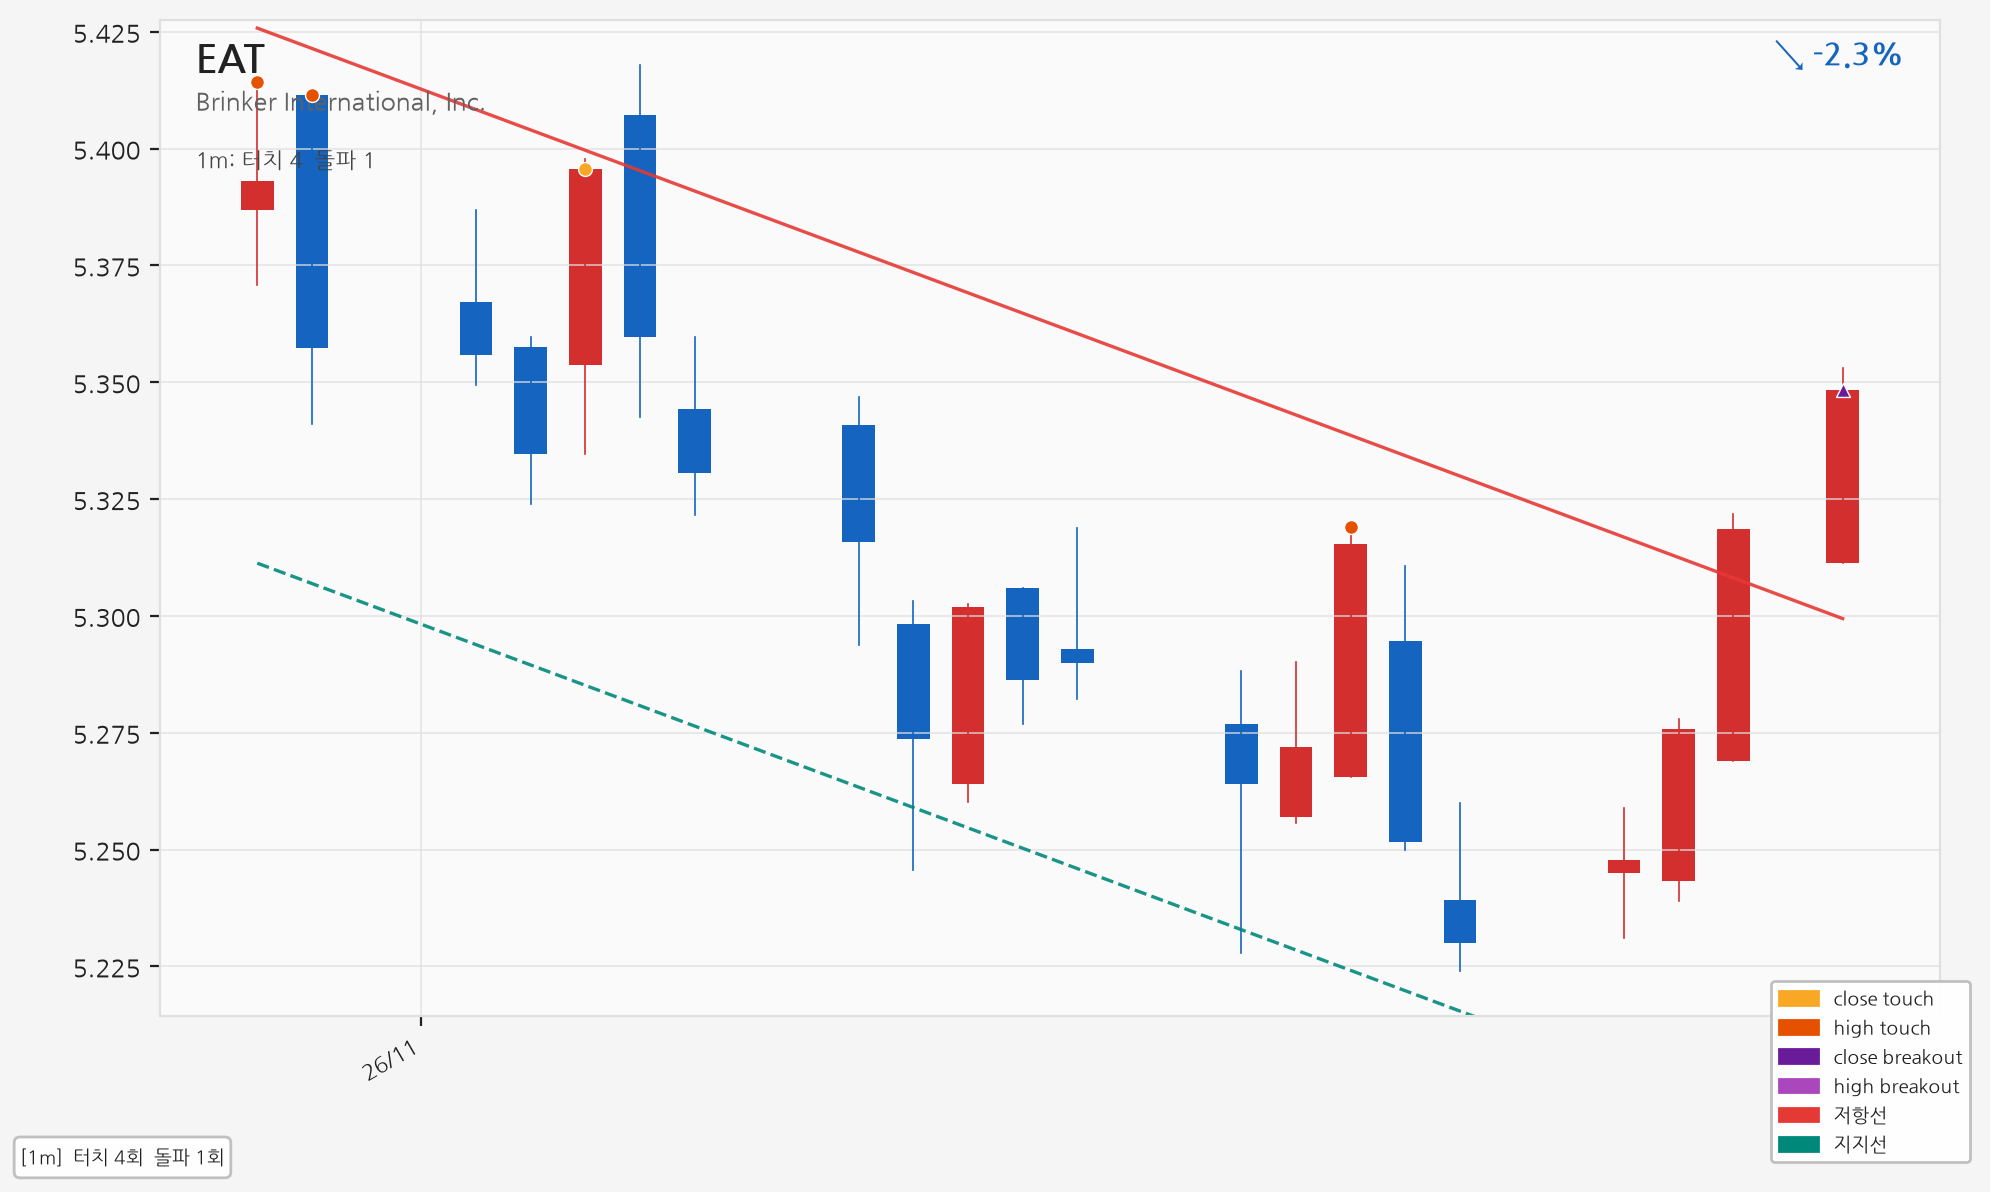 EAT
-2.3%
Brinker International, Inc.
1m: 터치 4  돌파 1
5.425
5.400
5.375
5.350
5.325
5.300
5.275
5.250
5.225
26/11
close touch
high touch
close breakout
high breakout
저항선
지지선
[1m]  터치 4회  돌파 1회